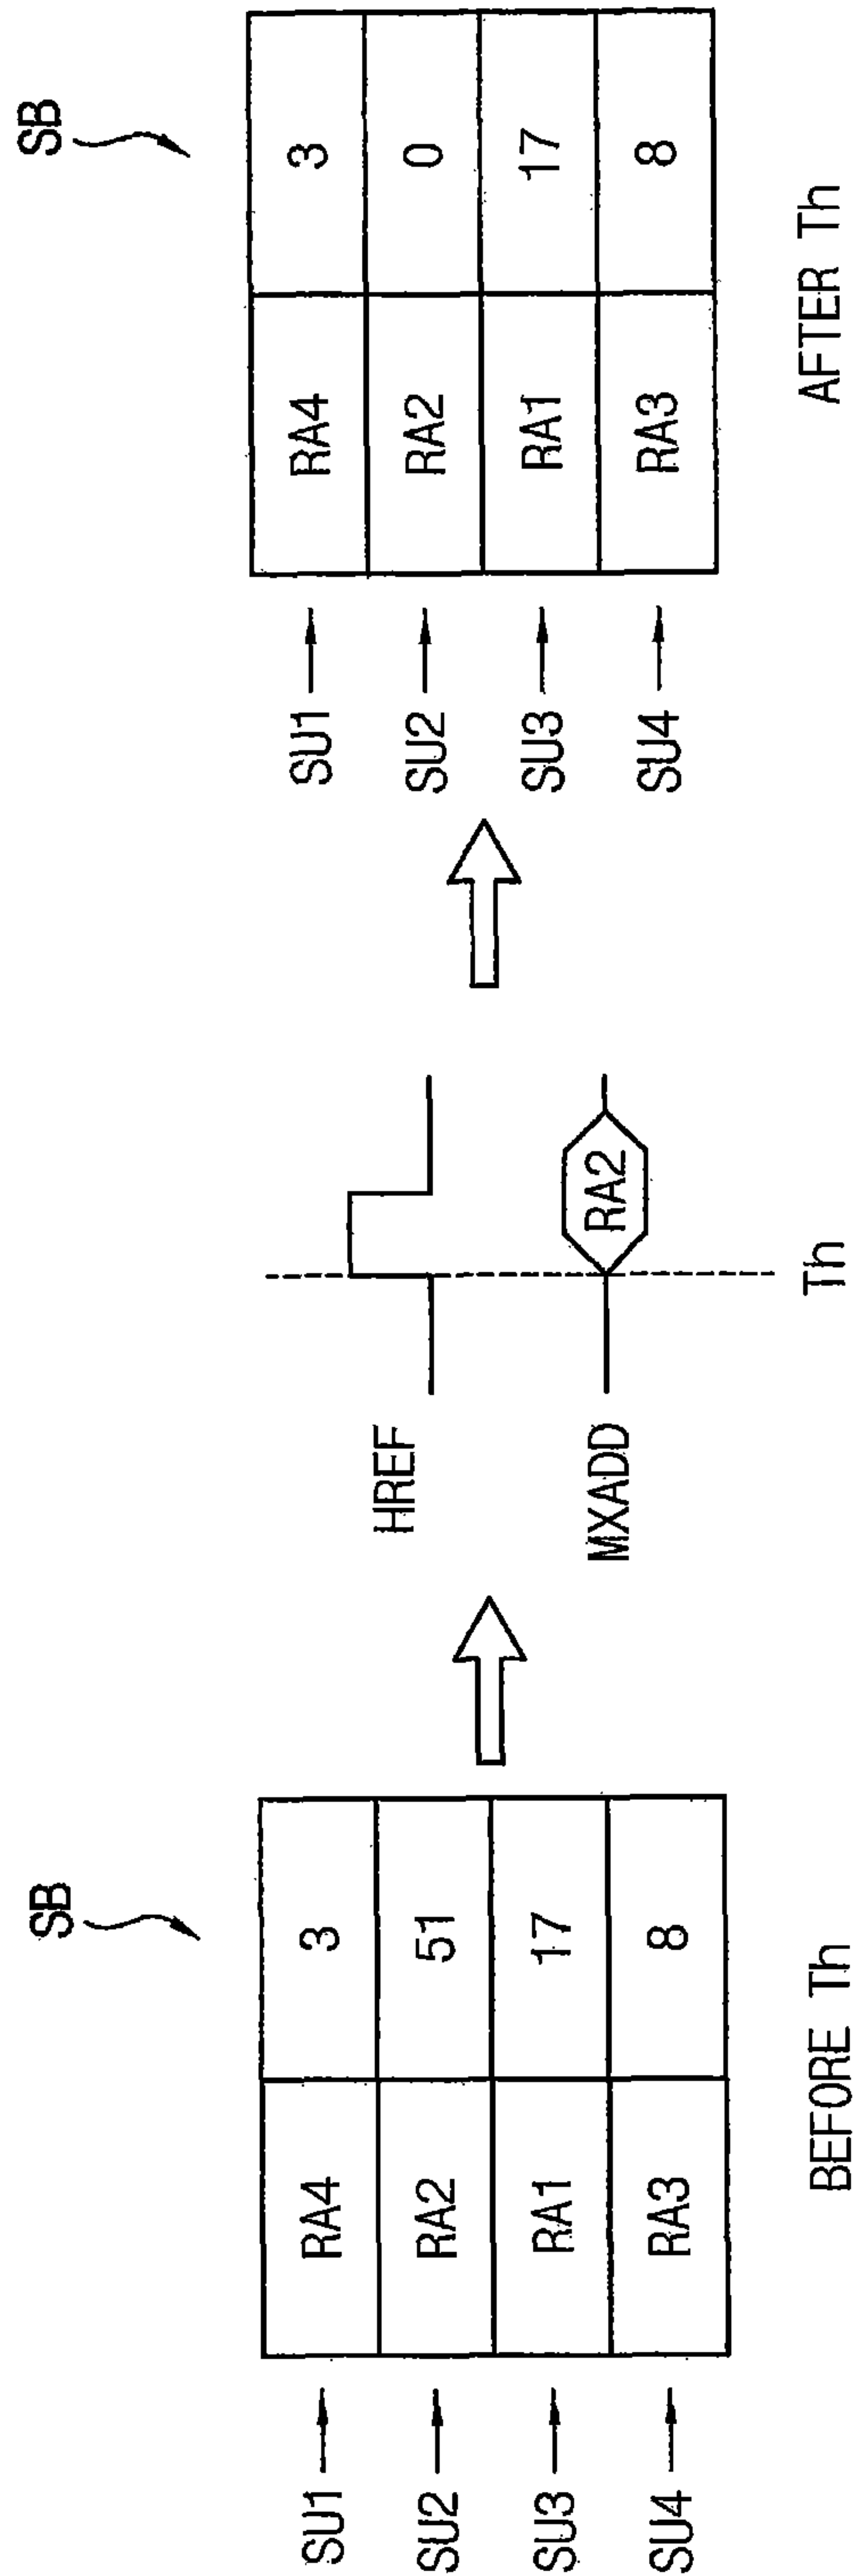 SB
SU1 → RA4 3
SU2 → RA2 51
SU3 → RA1 17
SU4 → RA3 8
BEFORE Th
HREF
MXADD RA2
Th
SB
SU1 → RA4 3
SU2 → RA2 0
SU3 → RA1 17
SU4 → RA3 8
AFTER Th